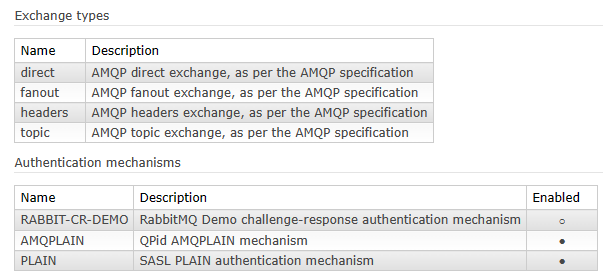 Exchange types
Name Description
direct AMQP direct exchange, as per the AMQP specification
fanout AMQP fanout exchange, as per the AMQP specification
headers AMQP headers exchange, as per the AMQP specification
topic AMQP topic exchange, as per the AMQP specification
Authentication mechanisms
Name Description Enabled
RABBIT-CR-DEMO RabbitMQ Demo challenge-response authentication mechanism ○
AMQPLAIN QPid AMQPLAIN mechanism ●
PLAIN SASL PLAIN authentication mechanism ●